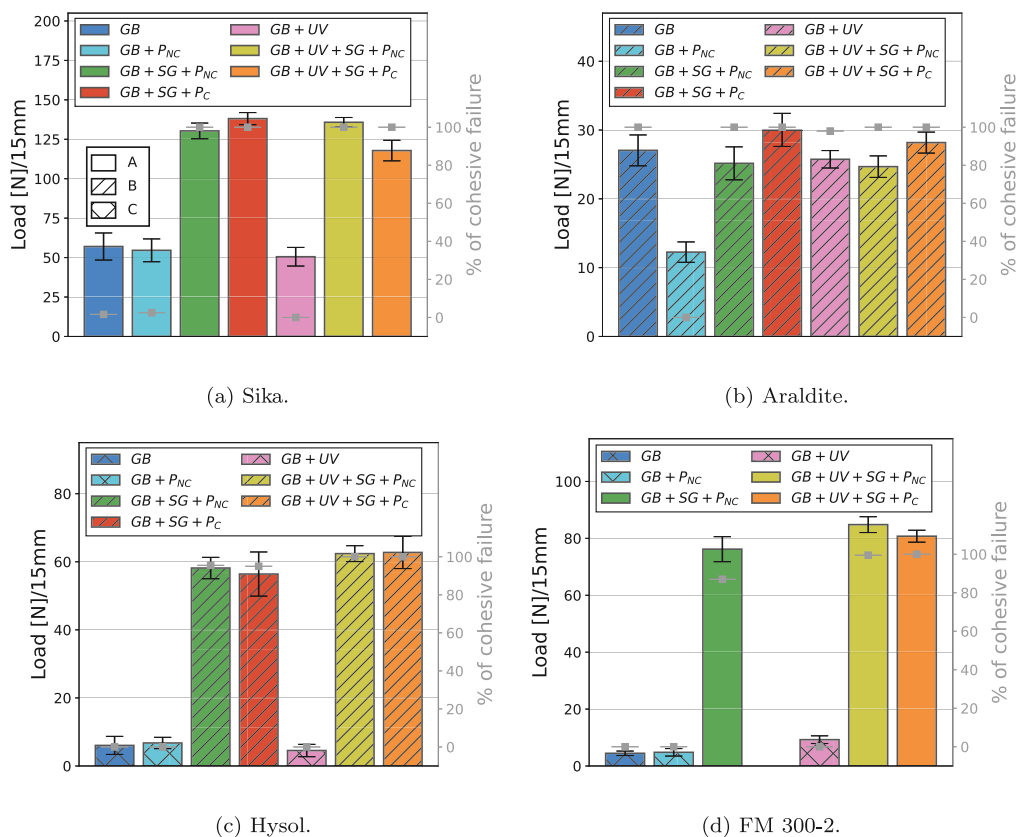 GB
GB + P_NC
GB + SG + P_NC
GB + SG + P_C
GB + UV
GB + UV + SG + P_NC
GB + UV + SG + P_C
A
B
C
Load [N]/15mm
% of cohesive failure
0
25
50
75
100
125
150
175
200
0
20
40
60
80
100
(a) Sika.
GB
GB + P_NC
GB + SG + P_NC
GB + SG + P_C
GB + UV
GB + UV + SG + P_NC
GB + UV + SG + P_C
Load [N]/15mm
% of cohesive failure
0
10
20
30
40
0
20
40
60
80
100
(b) Araldite.
GB
GB + P_NC
GB + SG + P_NC
GB + SG + P_C
GB + UV
GB + UV + SG + P_NC
GB + UV + SG + P_C
Load [N]/15mm
% of cohesive failure
0
20
40
60
80
0
20
40
60
80
100
(c) Hysol.
GB
GB + P_NC
GB + SG + P_NC
GB + UV
GB + UV + SG + P_NC
GB + UV + SG + P_C
Load [N]/15mm
% of cohesive failure
0
20
40
60
80
100
0
20
40
60
80
100
(d) FM 300-2.